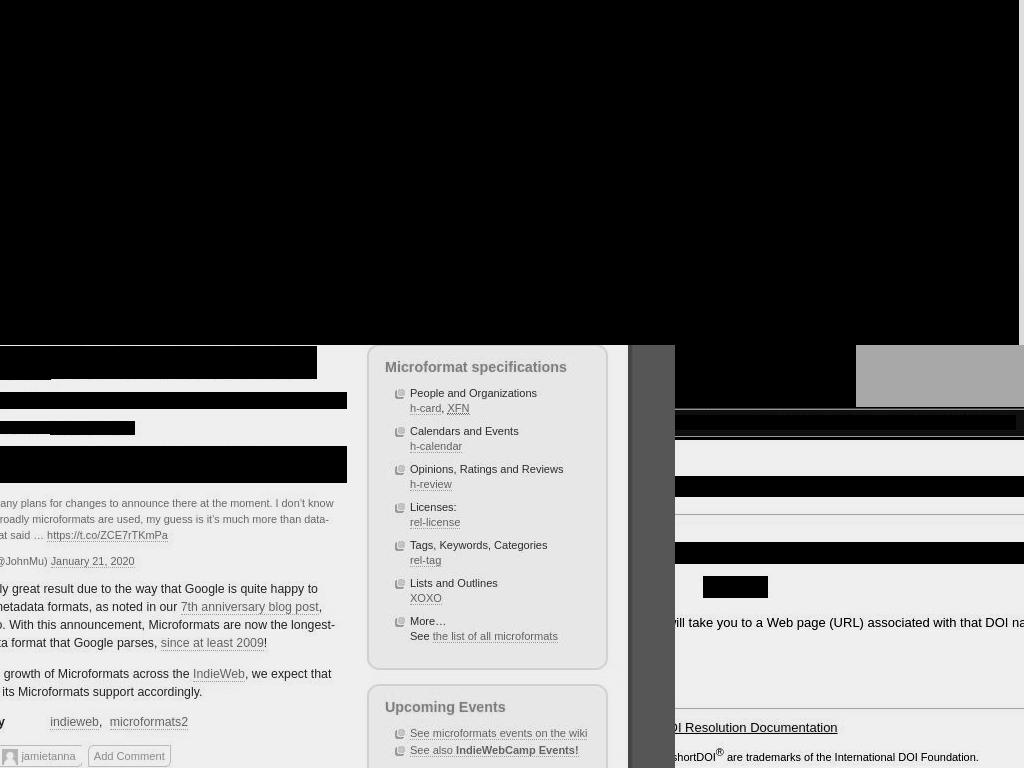 any plans for changes to announce there at the moment. I don't know
roadly microformats are used, my guess is it's much more than data-
at said … https://t.co/ZCE7rTKmPa
@JohnMu) January 21, 2020
ly great result due to the way that Google is quite happy to
netadata formats, as noted in our 7th anniversary blog post,
o. With this announcement, Microformats are now the longest-
ta format that Google parses, since at least 2009!
growth of Microformats across the IndieWeb, we expect that
its Microformats support accordingly.
y indieweb, microformats2
jamietanna Add Comment
Microformat specifications
People and Organizations
h-card, XFN
Calendars and Events
h-calendar
Opinions, Ratings and Reviews
h-review
Licenses:
rel-license
Tags, Keywords, Categories
rel-tag
Lists and Outlines
XOXO
More…
See the list of all microformats
Upcoming Events
See microformats events on the wiki
See also IndieWebCamp Events!
will take you to a Web page (URL) associated with that DOI na
OI Resolution Documentation
shortDOI® are trademarks of the International DOI Foundation.